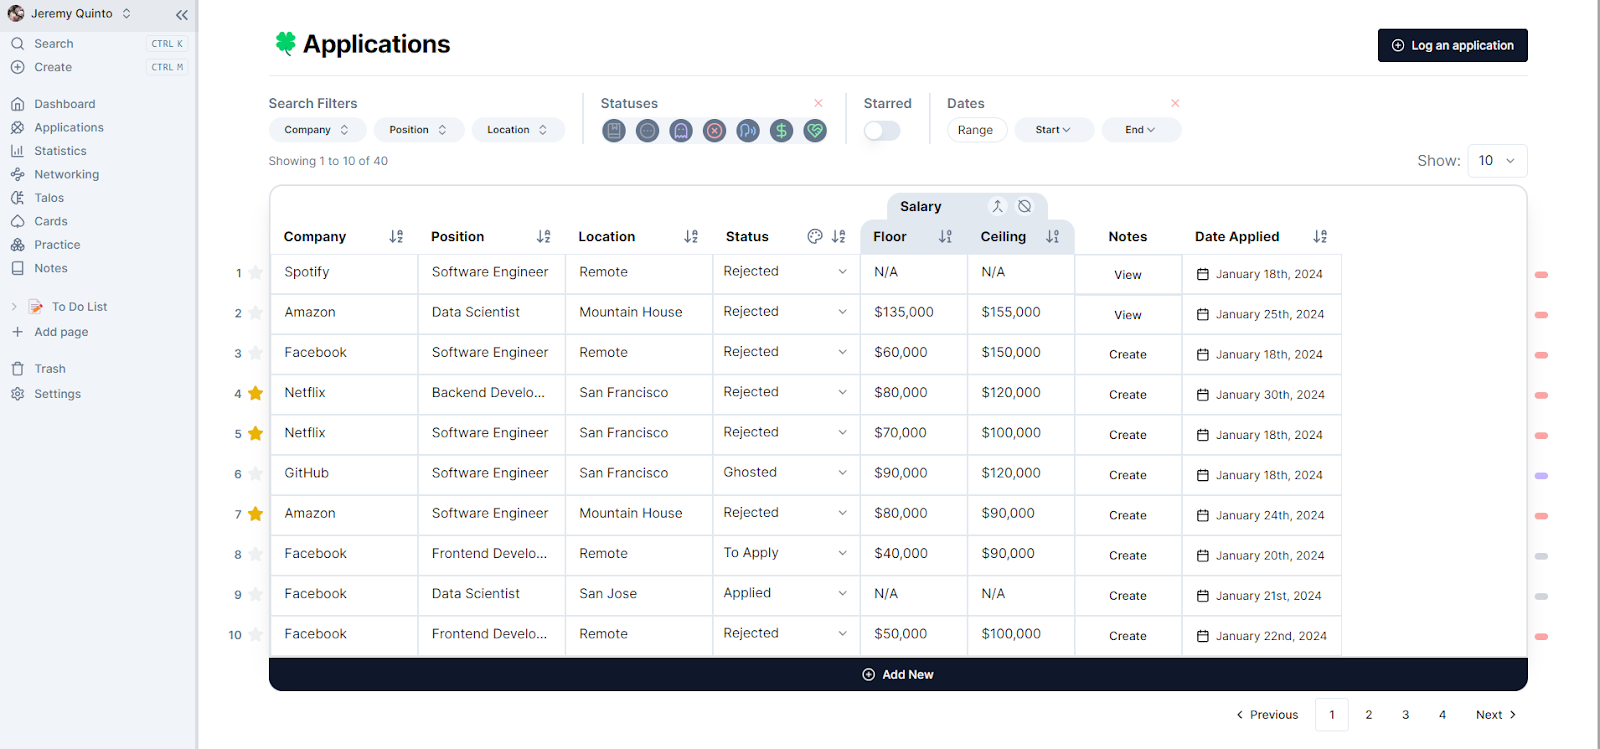 Jeremy Quinto
Search CTRL K
Create CTRL M
Dashboard
Applications
Statistics
Networking
Talos
Cards
Practice
Notes
To Do List
Add page
Trash
Settings
Applications
Log an application
Search Filters
Company Position Location
Statuses
Starred
Dates
Range Start End
Showing 1 to 10 of 40
Show: 10
Salary
Company Position Location Status Floor Ceiling Notes Date Applied
1 Spotify Software Engineer Remote Rejected N/A N/A View January 18th, 2024
2 Amazon Data Scientist Mountain House Rejected $135,000 $155,000 View January 25th, 2024
3 Facebook Software Engineer Remote Rejected $60,000 $150,000 Create January 18th, 2024
4 Netflix Backend Develo... San Francisco Rejected $80,000 $120,000 Create January 30th, 2024
5 Netflix Software Engineer San Francisco Rejected $70,000 $100,000 Create January 18th, 2024
6 GitHub Software Engineer San Francisco Ghosted $90,000 $120,000 Create January 18th, 2024
7 Amazon Software Engineer Mountain House Rejected $80,000 $90,000 Create January 24th, 2024
8 Facebook Frontend Develo... Remote To Apply $40,000 $90,000 Create January 20th, 2024
9 Facebook Data Scientist San Jose Applied N/A N/A Create January 21st, 2024
10 Facebook Frontend Develo... Remote Rejected $50,000 $100,000 Create January 22nd, 2024
Add New
Previous 1 2 3 4 Next